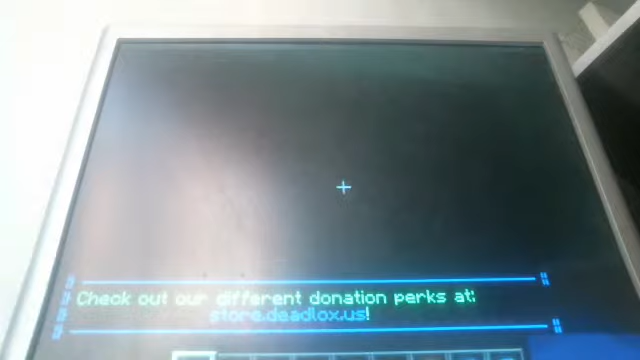 Check out our different donation perks at:
store.deadlox.us!